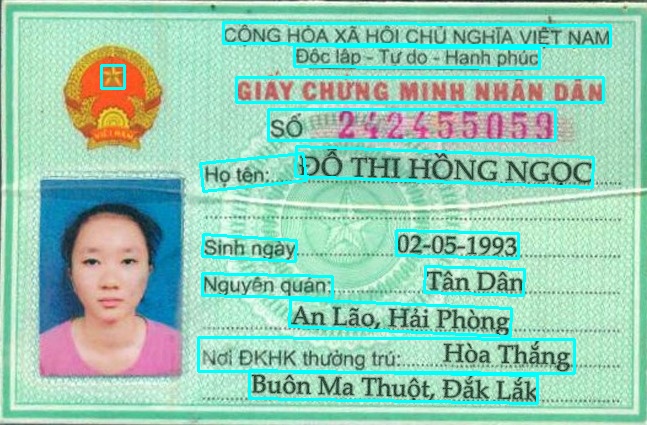 CỘNG HÒA XÃ HỘI CHỦ NGHĨA VIỆT NAM
Độc lập - Tự do - Hạnh phúc
GIẤY CHỨNG MINH NHÂN DÂN
SỐ 242455059
Họ tên: ĐỖ THỊ HỒNG NGỌC
Sinh ngày 02-05-1993
Nguyên quán: Tân Dân
An Lão, Hải Phòng
Nơi ĐKHK thường trú: Hòa Thắng
Buôn Ma Thuột, Đắk Lắk
VIỆT NAM